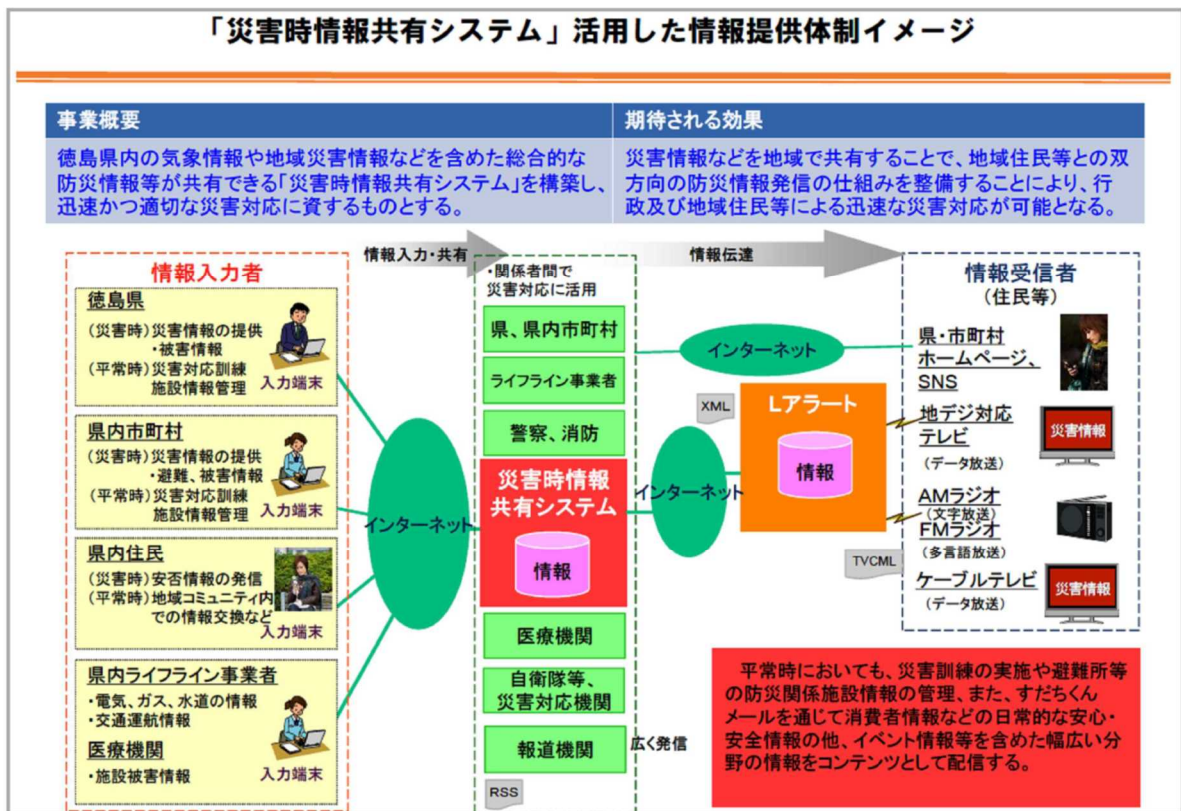 「災害時情報共有システム」活用した情報提供体制イメージ
事業概要
徳島県内の気象情報や地域災害情報などを含めた総合的な
防災情報等が共有できる「災害時情報共有システム」を構築し、
迅速かつ適切な災害対応に資するものとする。
期待される効果
災害情報などを地域で共有することで、地域住民等との双
方向の防災情報発信の仕組みを整備することにより、行
政及び地域住民等による迅速な災害対応が可能となる。
情報入力・共有
情報伝達
情報入力者
徳島県
(災害時)災害情報の提供
・被害情報
(平常時)災害対応訓練
施設情報管理
入力端末
県内市町村
(災害時)災害情報の提供
・避難、被害情報
(平常時)災害対応訓練
施設情報管理
入力端末
県内住民
(災害時)安否情報の発信
(平常時)地域コミュニティ内
での情報交換など
入力端末
県内ライフライン事業者
・電気、ガス、水道の情報
・交通運航情報
医療機関
・施設被害情報
入力端末
インターネット
・関係者間で
災害対応に活用
県、県内市町村
ライフライン事業者
警察、消防
災害時情報
共有システム
情報
医療機関
自衛隊等、
災害対応機関
報道機関
広く発信
RSS
インターネット
XML
インターネット
Lアラート
情報
TVCML
情報受信者
(住民等)
県・市町村
ホームページ、
SNS
地デジ対応
テレビ
(データ放送)
災害情報
AMラジオ
(文字放送)
FMラジオ
(多言語放送)
ケーブルテレビ
(データ放送)
災害情報
平常時においても、災害訓練の実施や避難所等
の防災関係施設情報の管理、また、すだちくん
メールを通じて消費者情報などの日常的な安心・
安全情報の他、イベント情報等を含めた幅広い分
野の情報をコンテンツとして配信する。